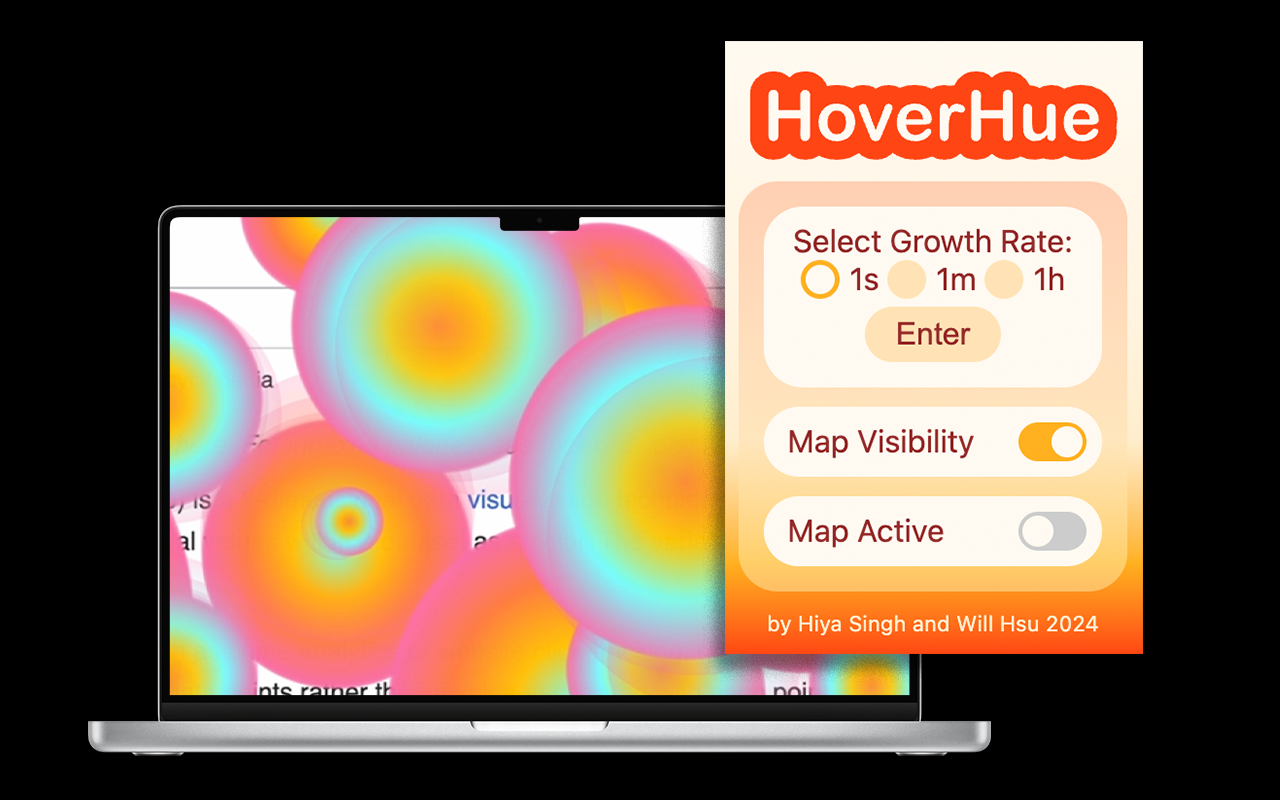 HoverHue
Select Growth Rate:
1s 1m 1h
Enter
Map Visibility
Map Active
by Hiya Singh and Will Hsu 2024
ia
is
visu
al
as
nts rather th
poi